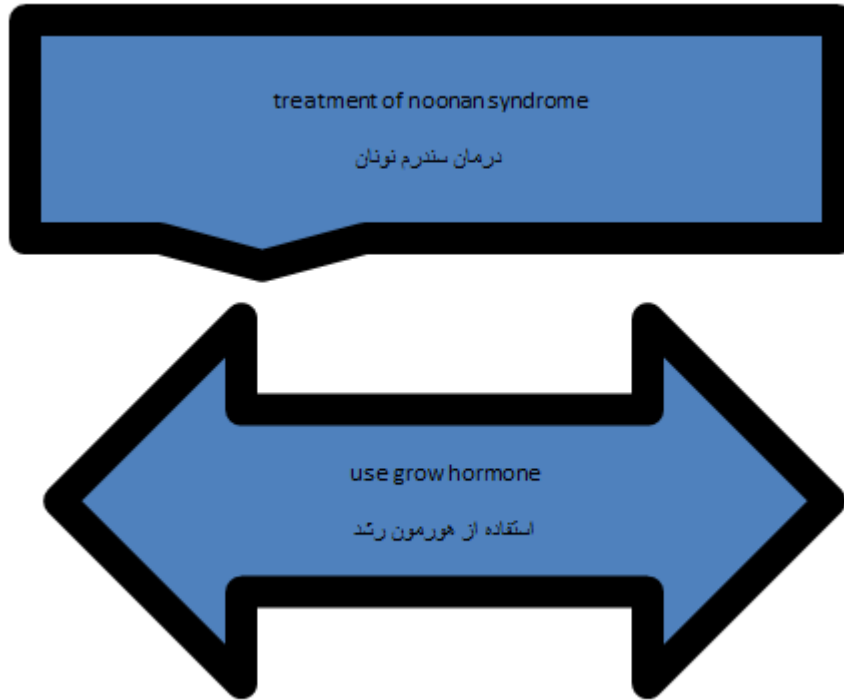 treatment of noonan syndrome
درمان سندرم نونان
use grow hormone
استفاده از هورمون رشد